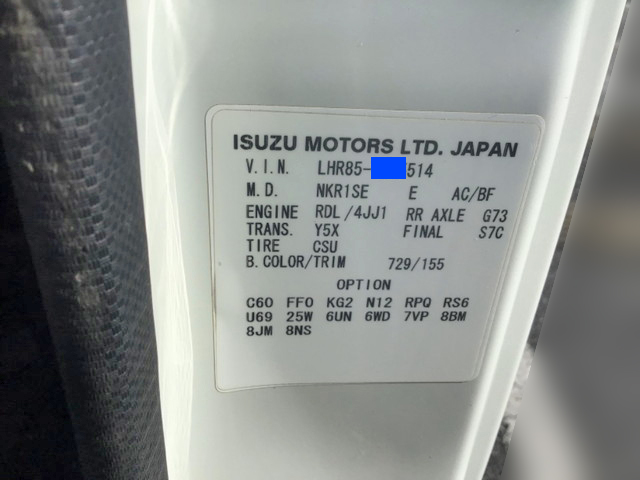 ISUZU MOTORS LTD. JAPAN
V.I.N. LHR85- 514
M.D. NKR1SE E AC/BF
ENGINE RDL/4JJ1 RR AXLE G73
TRANS. Y5X FINAL S7C
TIRE CSU
B.COLOR/TRIM 729/155
OPTION
C60 FF0 KG2 N12 RPQ RS6
U69 25W 6UN 6WD 7VP 8BM
8JM 8NS